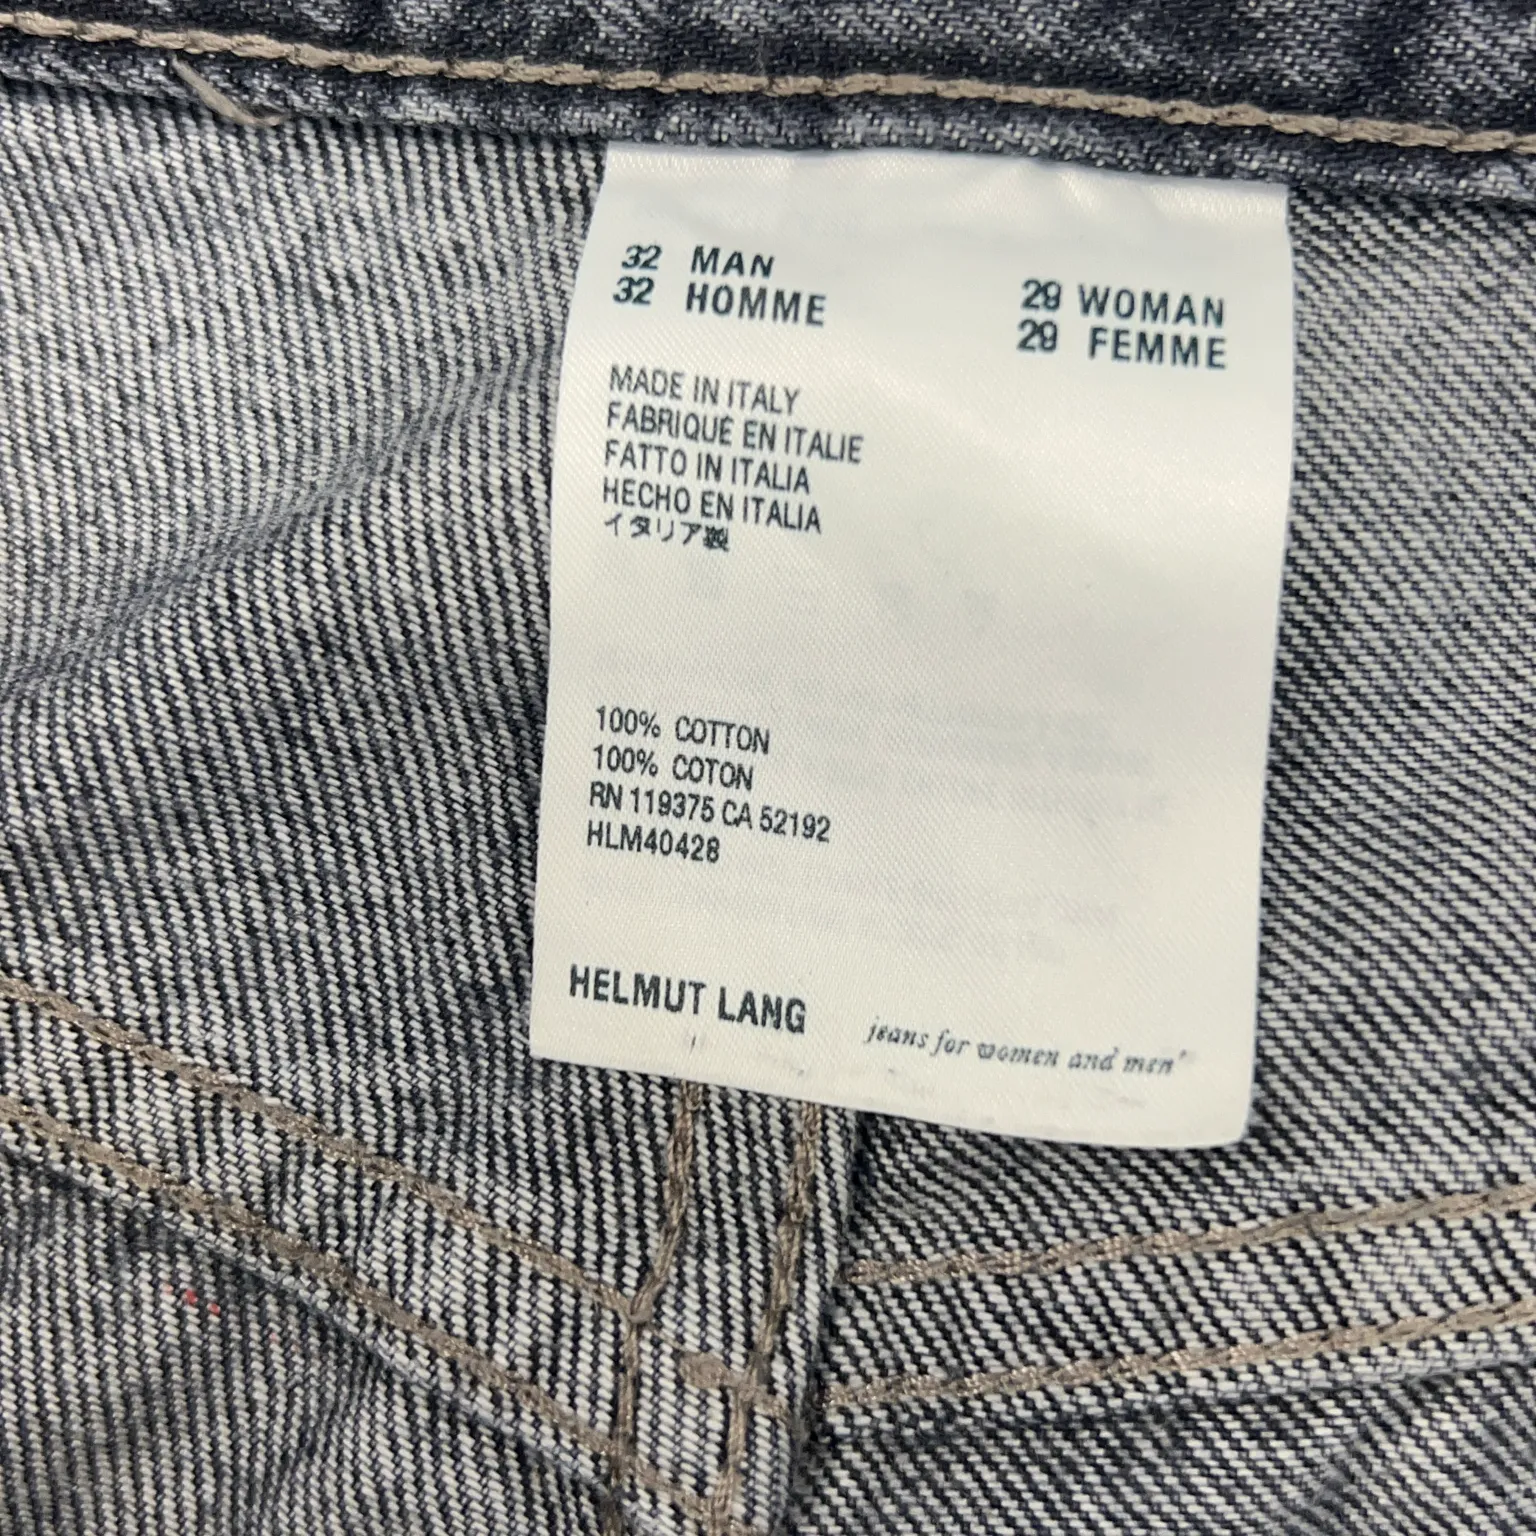 32 MAN
32 HOMME
29 WOMAN
29 FEMME
MADE IN ITALY
FABRIQUÉ EN ITALIE
FATTO IN ITALIA
HECHO EN ITALIA
イタリア製
100% COTTON
100% COTON
RN 119375 CA 52192
HLM40428
HELMUT LANG
jeans for women and men'